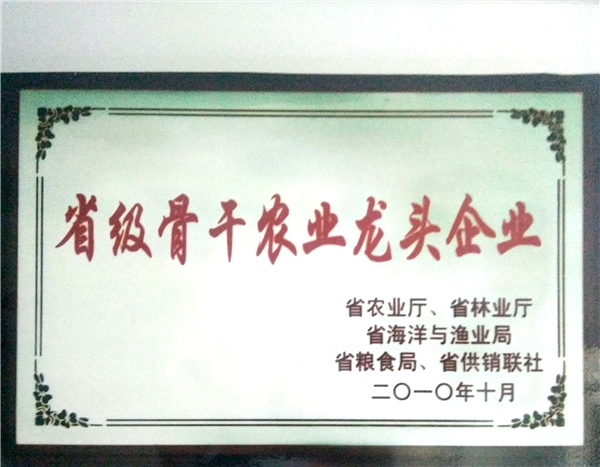 省级骨干农业龙头企业
省农业厅、省林业厅
省海洋与渔业局
省粮食局、省供销联社
二〇一〇年十月